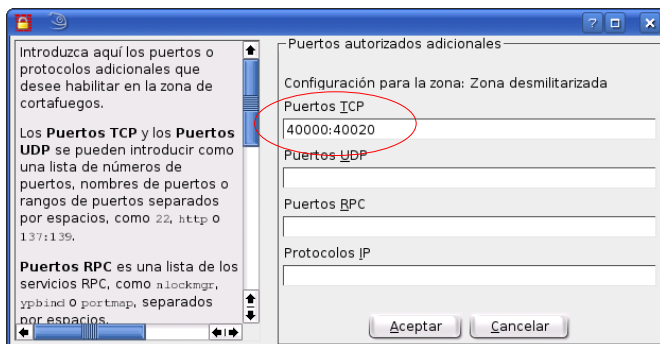 Introduzca aquí los puertos o
protocolos adicionales que
desee habilitar en la zona de
cortafuegos.
Los Puertos TCP y los Puertos
UDP se pueden introducir como
una lista de números de
puertos, nombres de puertos o
rangos de puertos separados
por espacios, como 22, http o
137:139.
Puertos RPC es una lista de los
servicios RPC, como nlockmgr,
ypbind o portmap, separados
por espacios.
Puertos autorizados adicionales
Configuración para la zona: Zona desmilitarizada
Puertos TCP
40000:40020
Puertos UDP
Puertos RPC
Protocolos IP
Aceptar
Cancelar